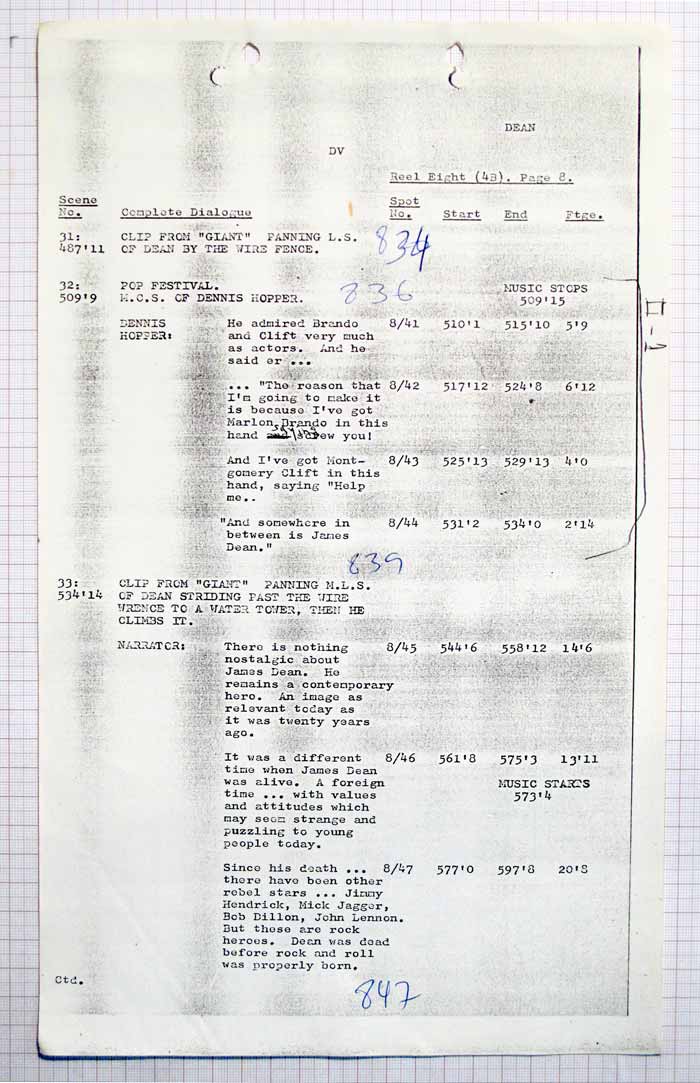 DEAN
DV
Reel Eight (4B). Page 8.
Scene No. Complete Dialogue Spot No. Start End Ftge.
31: CLIP FROM "GIANT" PANNING L.S. 834
487'11 OF DEAN BY THE WIRE FENCE.
32: POP FESTIVAL. 836 MUSIC STOPS
509'9 M.C.S. OF DENNIS HOPPER. 509'15
DENNIS He admired Brando 8/41 510'1 515'10 5'9
HOPPER: and Clift very much
as actors. And he
said er ...
... "The reason that 8/42 517'12 524'8 6'12
I'm going to make it
is because I've got
Marlon Brando in this
hand ew you!
And I've got Mont- 8/43 525'13 529'13 4'0
gomery Clift in this
hand, saying "Help
me..
"And somewhere in 8/44 531'2 534'0 2'14
between is James
Dean."
839
33: CLIP FROM "GIANT" PANNING M.L.S.
534'14 OF DEAN STRIDING PAST THE WIRE
WRENCE TO A WATER TOWER, THEN HE
CLIMBS IT.
NARRATOR: There is nothing 8/45 544'6 558'12 14'6
nostalgic about
James Dean. He
remains a contemporary
hero. An image as
relevant today as
it was twenty years
ago.
It was a different 8/46 561'8 575'3 13'11
time when James Dean
was alive. A foreign MUSIC STARTS
time ... with values 573'4
and attitudes which
may seem strange and
puzzling to young
people today.
Since his death ... 8/47 577'0 597'8 20'8
there have been other
rebel stars ... Jimmy
Hendrick, Mick Jagger,
Bob Dillon, John Lennon.
But these are rock
heroes. Dean was dead
before rock and roll
was properly born.
Ctd.
847